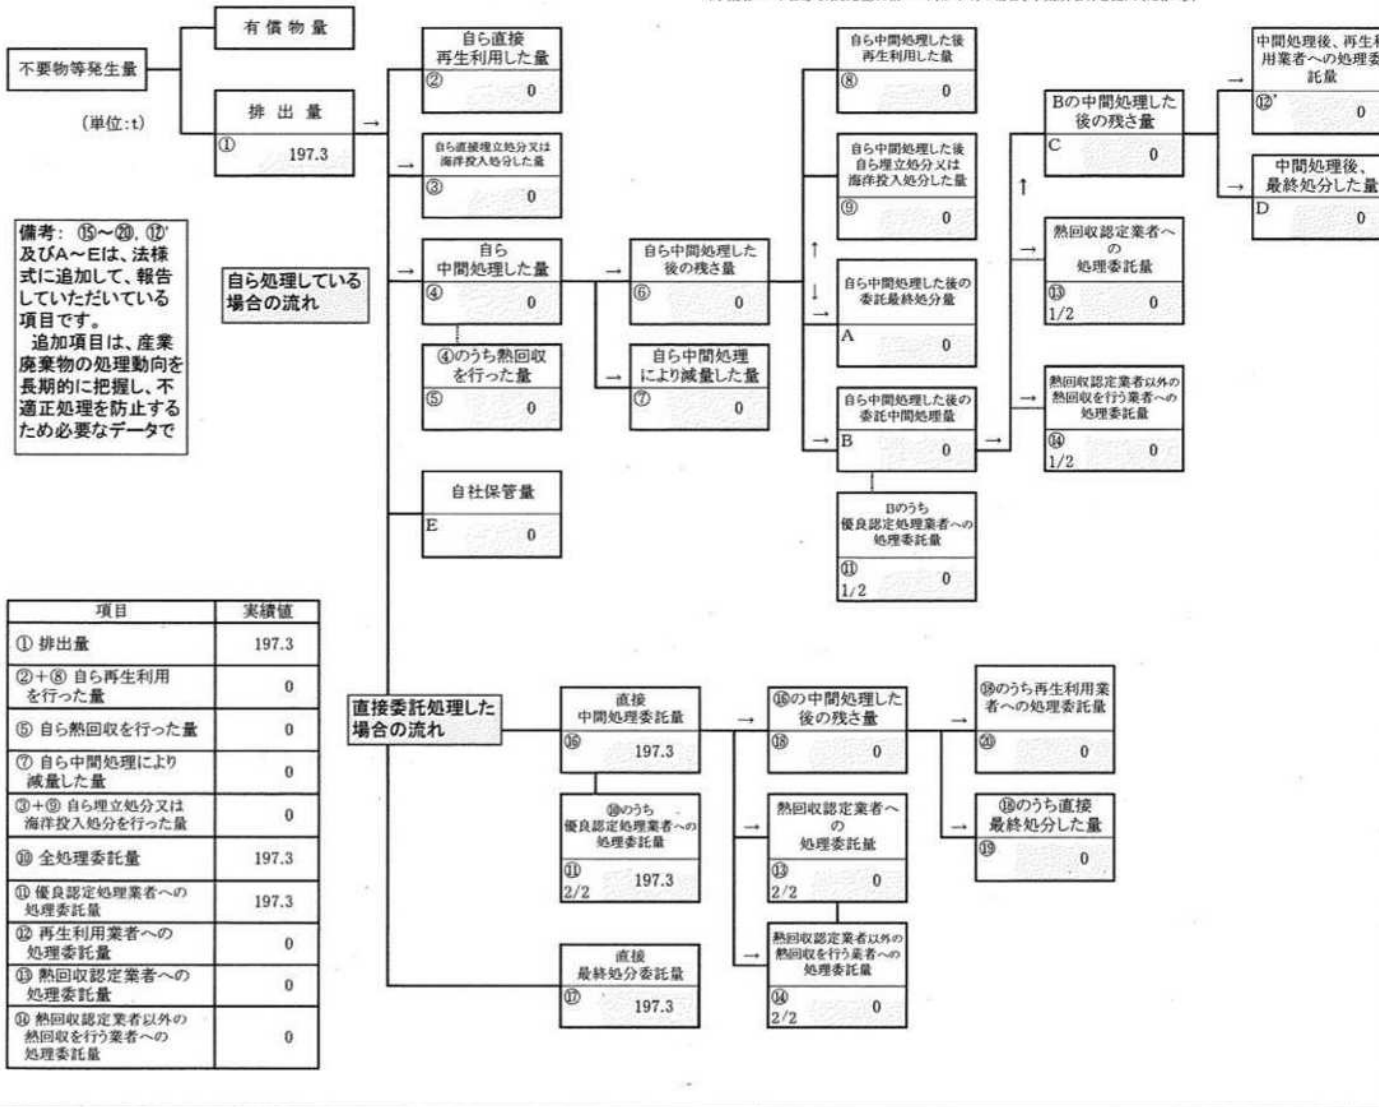 不要物等発生量
(単位:t)
有償物量
排出量
①
197.3
→
備考: ⑮～⑳, ⑫'
及びA～Eは、法様
式に追加して、報告
していただいている
項目です。
追加項目は、産業
廃棄物の処理動向を
長期的に把握し、不
適正処理を防止する
ため必要なデータで
自ら処理している
場合の流れ
自ら直接
再生利用した量
②
0
→
自ら直接埋立処分又は
海洋投入処分した量
③
0
→
自ら
中間処理した量
④
0
④のうち熱回収
を行った量
⑤
0
自社保管量
E
0
→
自ら中間処理した
後の残さ量
⑥
0
→
自ら中間処理
により減量した量
⑦
0
自ら中間処理した後
再生利用した量
⑧
0
自ら中間処理した後
自ら埋立処分又は
海洋投入処分した量
⑨
0
↑
↓
→
自ら中間処理した後の
委託最終処分量
A
0
→
自ら中間処理した後の
委託中間処理量
B
0
Bのうち
優良認定処理業者への
処理委託量
⑪
1/2
0
→
↑
Bの中間処理した
後の残さ量
C
0
→
熱回収認定業者へ
の
処理委託量
⑬
1/2
0
→
熱回収認定業者以外の
熱回収を行う業者への
処理委託量
⑭
1/2
0
→
中間処理後、再生利
用業者への処理委
託量
⑫'
0
→
中間処理後、
最終処分した量
D
0
項目 実績値
① 排出量 197.3
②+⑧ 自ら再生利用
を行った量 0
⑤ 自ら熱回収を行った量 0
⑦ 自ら中間処理により
減量した量 0
③+⑨ 自ら埋立処分又は
海洋投入処分を行った量 0
⑩ 全処理委託量 197.3
⑪ 優良認定処理業者への
処理委託量 197.3
⑫ 再生利用業者への
処理委託量 0
⑬ 熱回収認定業者への
処理委託量 0
⑭ 熱回収認定業者以外の
熱回収を行う業者への
処理委託量 0
直接委託処理した
場合の流れ
直接
中間処理委託量
⑯
197.3
⑩のうち
優良認定処理業者への
処理委託量
⑪
2/2
197.3
直接
最終処分委託量
⑰
197.3
→
⑯の中間処理した
後の残さ量
⑱
0
→
熱回収認定業者へ
の
処理委託量
⑬
2/2
0
→
熱回収認定業者以外の
熱回収を行う業者への
処理委託量
⑭
2/2
0
→
⑱のうち再生利用業
者への処理委託量
⑳
0
→
⑱のうち直接
最終処分した量
⑲
0